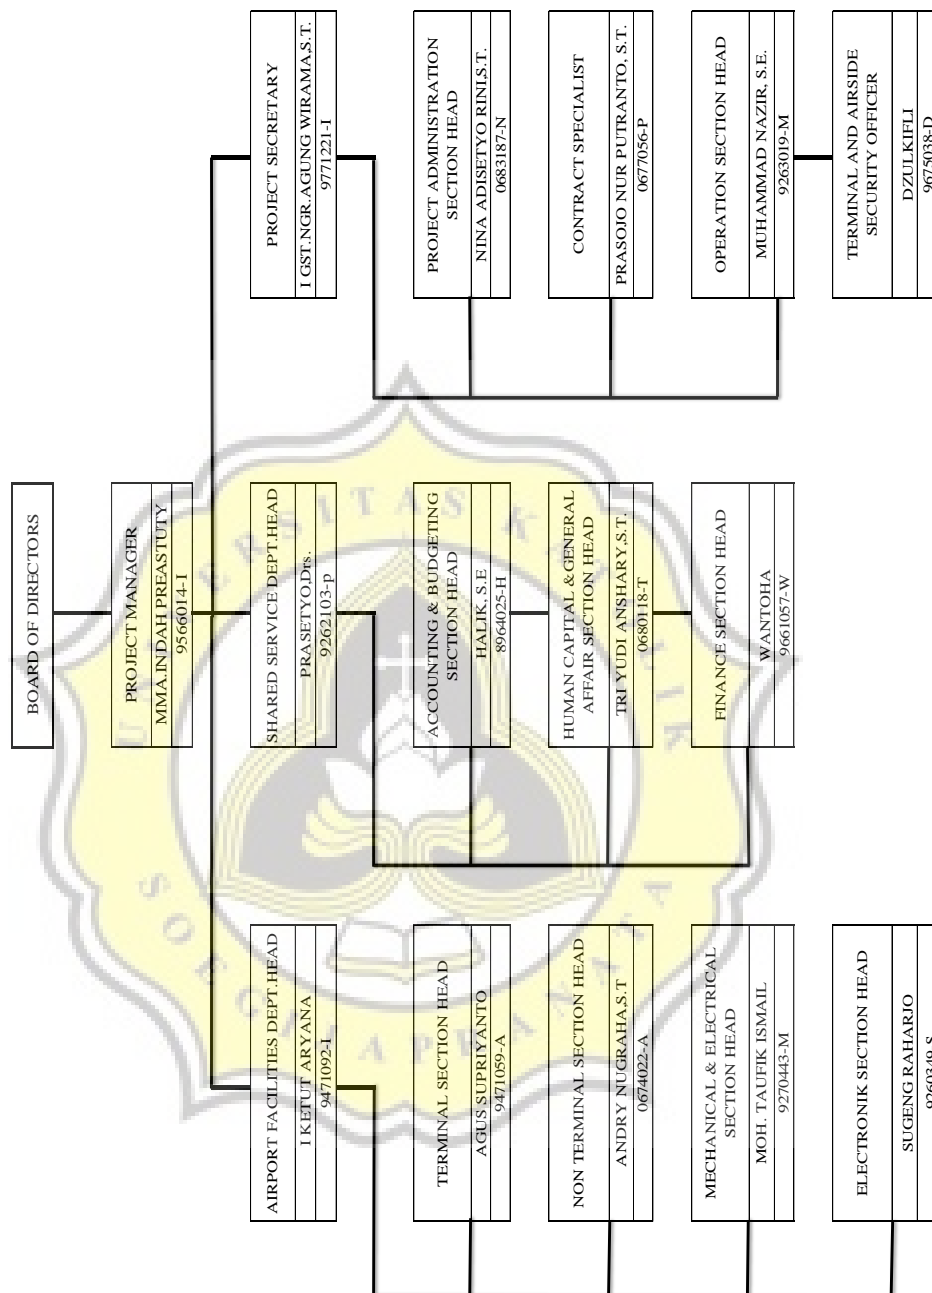 BOARD OF DIRECTORS
PROJECT MANAGER
MMA.INDAH PREASTUTY
9566014-I
AIRPORT FACILITIES DEPT.HEAD
I KETUT ARYANA
9471092-I
SHARED SERVICE DEPT.HEAD
PRASETYO,Drs.
9262103-p
PROJECT SECRETARY
I GST.NGR.AGUNG WIRAMA,S.T.
9771221-I
TERMINAL SECTION HEAD
AGUS SUPRIYANTO
9471059-A
ACCOUNTING & BUDGETING
SECTION HEAD
HALIK, S.E
8964025-H
PROJECT ADMINISTRATION
SECTION HEAD
NINA ADISETYO RINI,S.T.
0683187-N
NON TERMINAL SECTION HEAD
ANDRY NUGRAHA,S.T
0674022-A
HUMAN CAPITAL & GENERAL
AFFAIR SECTION HEAD
TRI YUDI ANSHARY,S.T.
0680118-T
CONTRACT SPECIALIST
PRASOJO NUR PUTRANTO, S.T.
0677056-P
MECHANICAL & ELECTRICAL
SECTION HEAD
MOH. TAUFIK ISMAIL
9270443-M
FINANCE SECTION HEAD
WANTOHA
9661057-W
OPERATION SECTION HEAD
MUHAMMAD NAZIR, S.E.
9263019-M
ELECTRONIK SECTION HEAD
SUGENG RAHARJO
9260349-S
TERMINAL AND AIRSIDE
SECURITY OFFICER
DZULKIFLI
9675038-D
UNIVERSITAS KATOLIK
SOEGIJAPRANATA